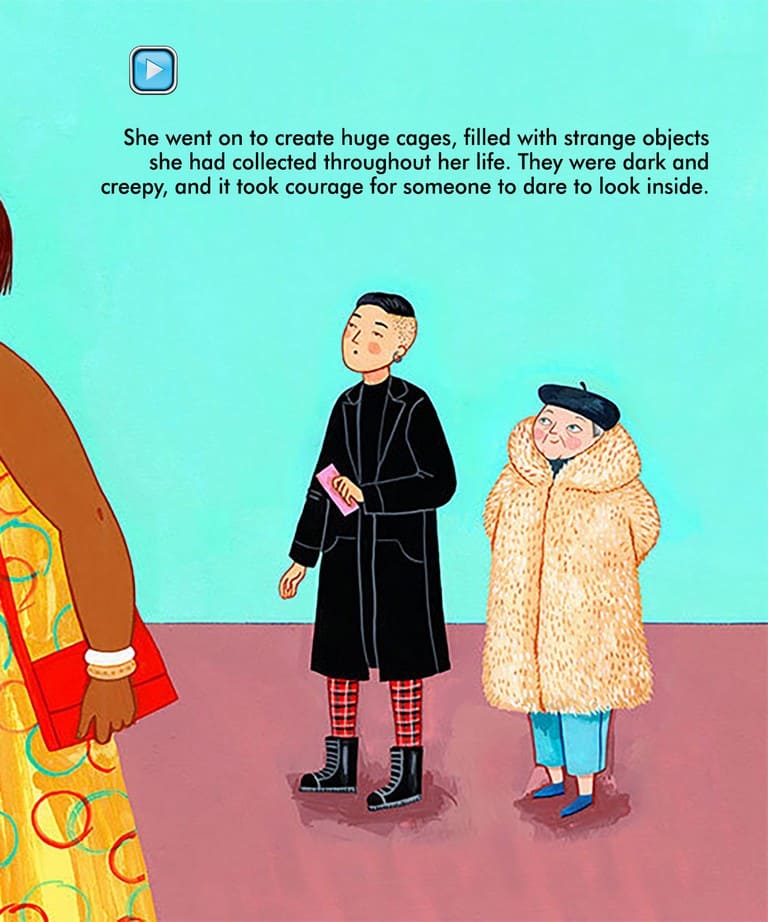 She went on to create huge cages, filled with strange objects
she had collected throughout her life. They were dark and
creepy, and it took courage for someone to dare to look inside.